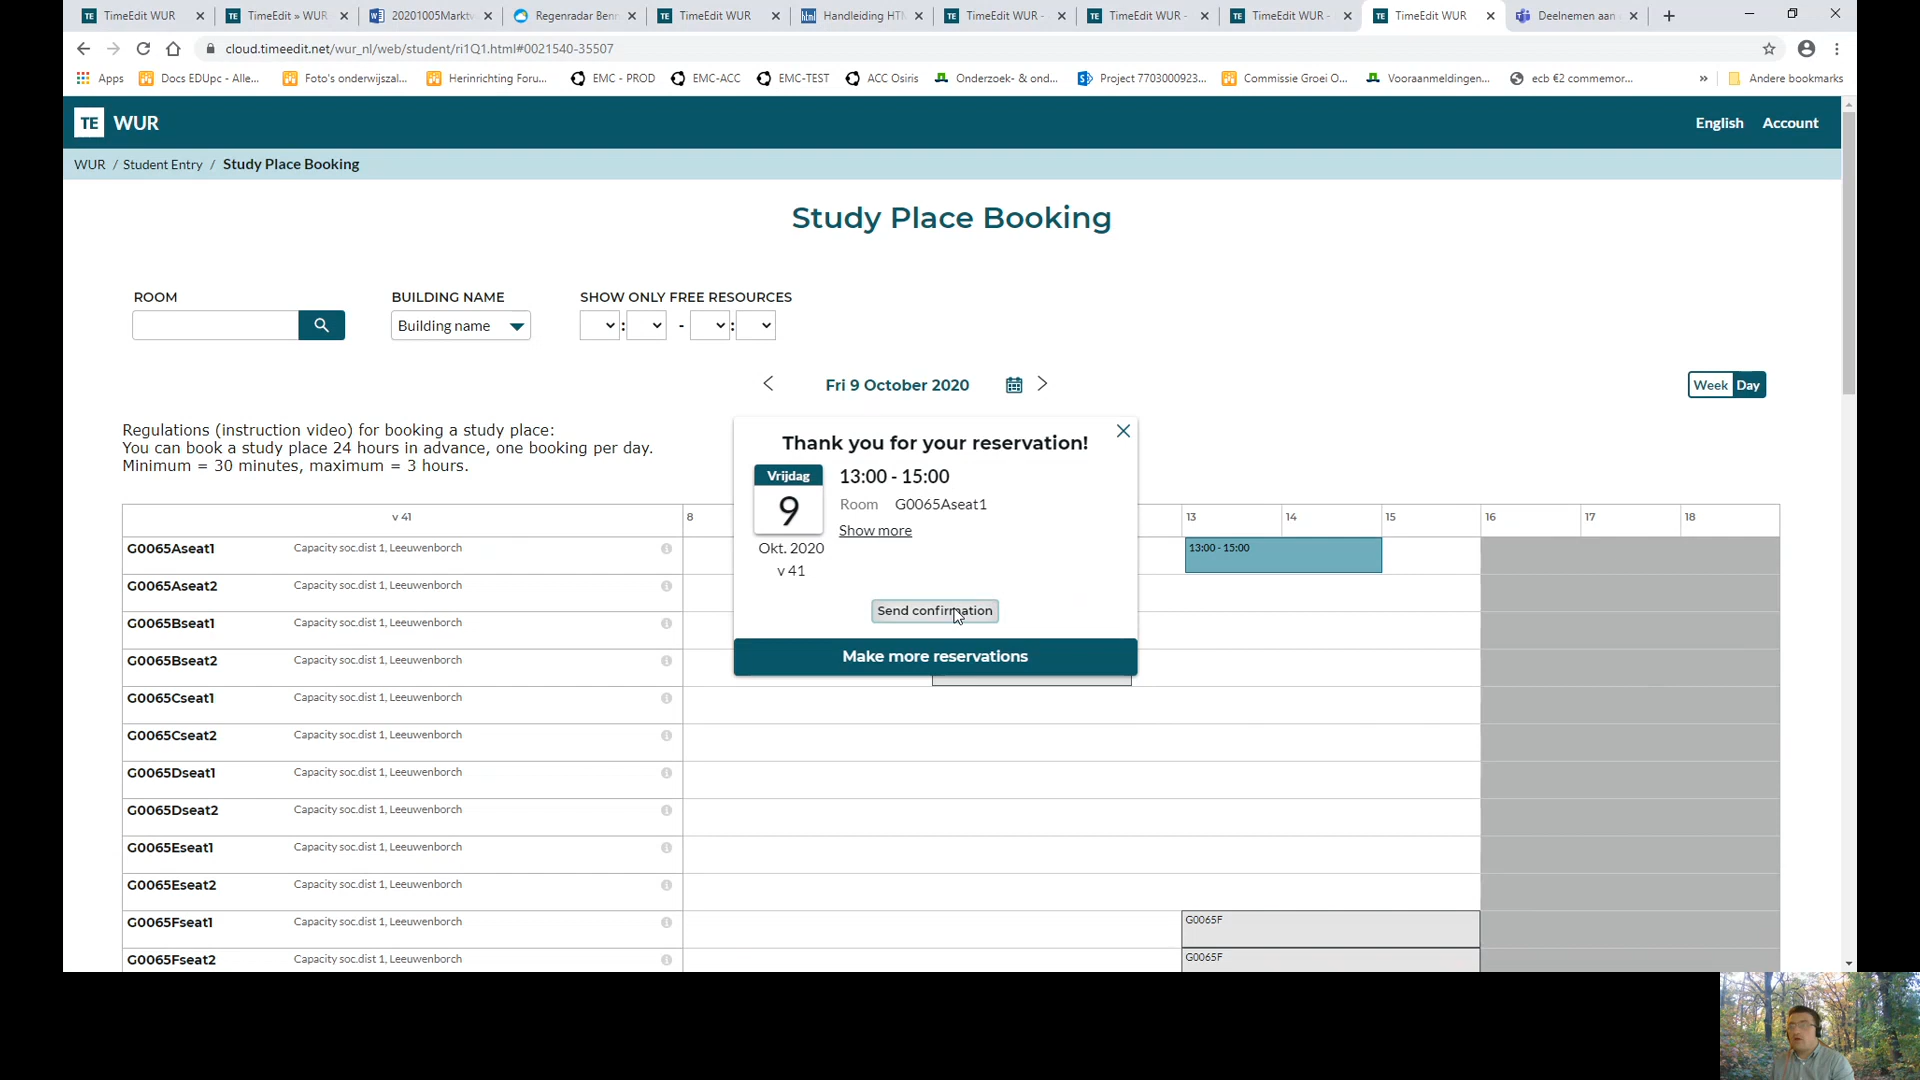 TimeEdit WUR
TimeEdit » WUR
20201005Marktw
Regenradar Benn
TimeEdit WUR
Handleiding HTM
TimeEdit WUR -
TimeEdit WUR -
TimeEdit WUR -
TimeEdit WUR
Deelnemen aan
cloud.timeedit.net/wur_nl/web/student/ri1Q1.html#0021540-35507
Apps
Docs EDUpc - Alle...
Foto's onderwijszal...
Herinrichting Foru...
EMC - PROD
EMC-ACC
EMC-TEST
ACC Osiris
Onderzoek- & ond...
Project 7703000923...
Commissie Groei O...
Vooraanmeldingen...
ecb €2 commemor...
»
Andere bookmarks
TE WUR
English Account
WUR / Student Entry / Study Place Booking
Study Place Booking
ROOM
BUILDING NAME
SHOW ONLY FREE RESOURCES
Building name
: - :
Fri 9 October 2020
Week Day
Regulations (instruction video) for booking a study place:
You can book a study place 24 hours in advance, one booking per day.
Minimum = 30 minutes, maximum = 3 hours.
Thank you for your reservation!
Vrijdag
9
Okt. 2020
v 41
13:00 - 15:00
Room G0065Aseat1
Show more
Send confirmation
Make more reservations
v 41 8 13 14 15 16 17 18
G0065Aseat1 Capacity soc.dist 1, Leeuwenborch 13:00 - 15:00
G0065Aseat2 Capacity soc.dist 1, Leeuwenborch
G0065Bseat1 Capacity soc.dist 1, Leeuwenborch
G0065Bseat2 Capacity soc.dist 1, Leeuwenborch
G0065Cseat1 Capacity soc.dist 1, Leeuwenborch
G0065Cseat2 Capacity soc.dist 1, Leeuwenborch
G0065Dseat1 Capacity soc.dist 1, Leeuwenborch
G0065Dseat2 Capacity soc.dist 1, Leeuwenborch
G0065Eseat1 Capacity soc.dist 1, Leeuwenborch
G0065Eseat2 Capacity soc.dist 1, Leeuwenborch
G0065Fseat1 Capacity soc.dist 1, Leeuwenborch G0065F
G0065Fseat2 Capacity soc.dist 1, Leeuwenborch G0065F